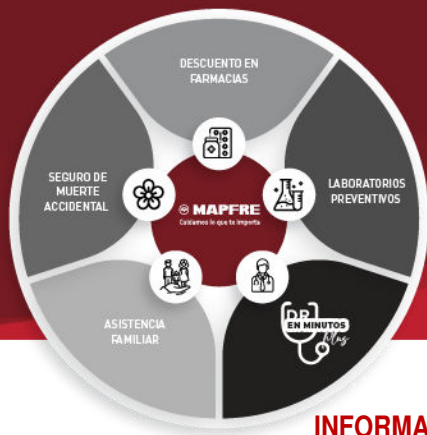 DESCUENTO EN
FARMACIAS
SEGURO DE
MUERTE
ACCIDENTAL
LABORATORIOS
PREVENTIVOS
MAPFRE
Cuidamos lo que te importa
ASISTENCIA
FAMILIAR
DR
EN MINUTOS
Más
INFORMA